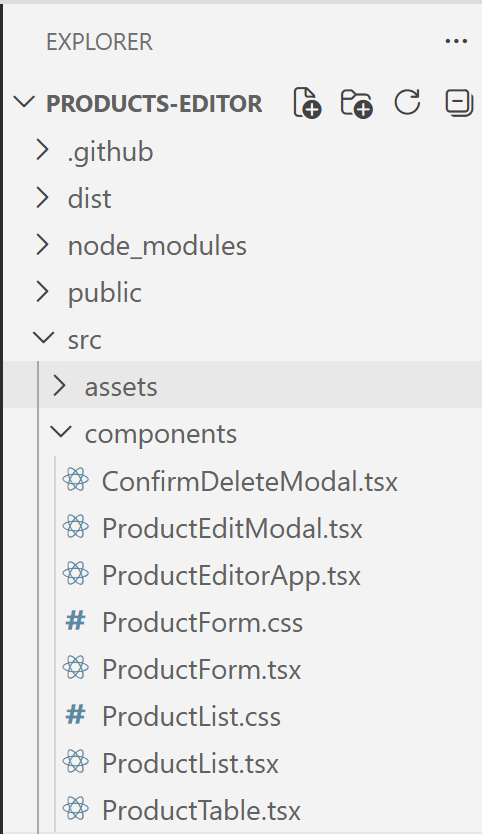 EXPLORER
PRODUCTS-EDITOR
.github
dist
node_modules
public
src
assets
components
ConfirmDeleteModal.tsx
ProductEditModal.tsx
ProductEditorApp.tsx
# ProductForm.css
ProductForm.tsx
# ProductList.css
ProductList.tsx
ProductTable.tsx